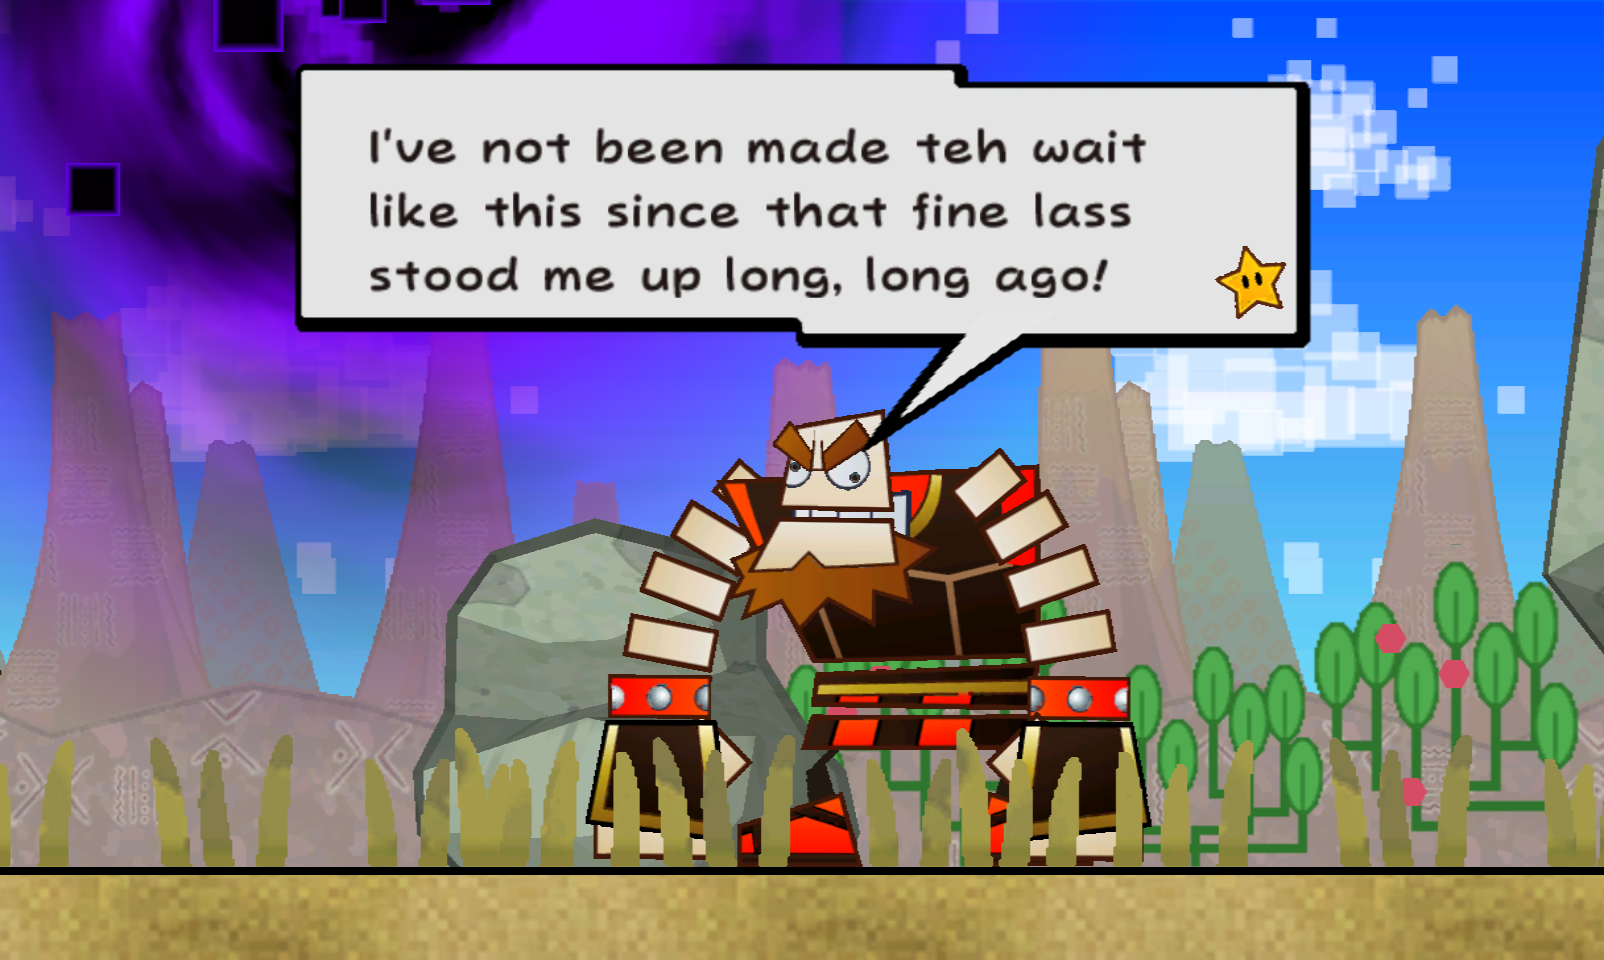 I've not been made teh wait
like this since that fine lass
stood me up long, long ago!